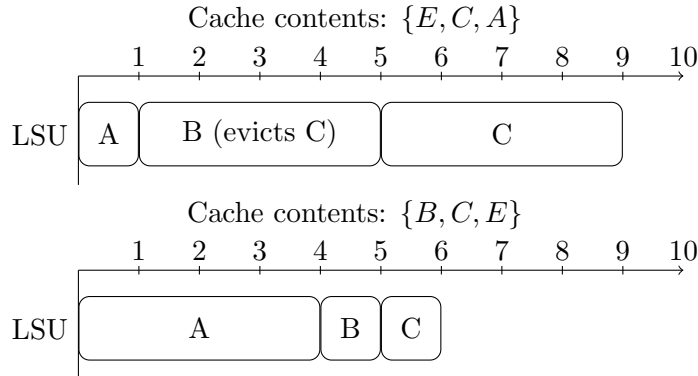 Cache contents: {E, C, A}
1 2 3 4 5 6 7 8 9 10
LSU A B (evicts C) C
Cache contents: {B, C, E}
1 2 3 4 5 6 7 8 9 10
LSU A B C